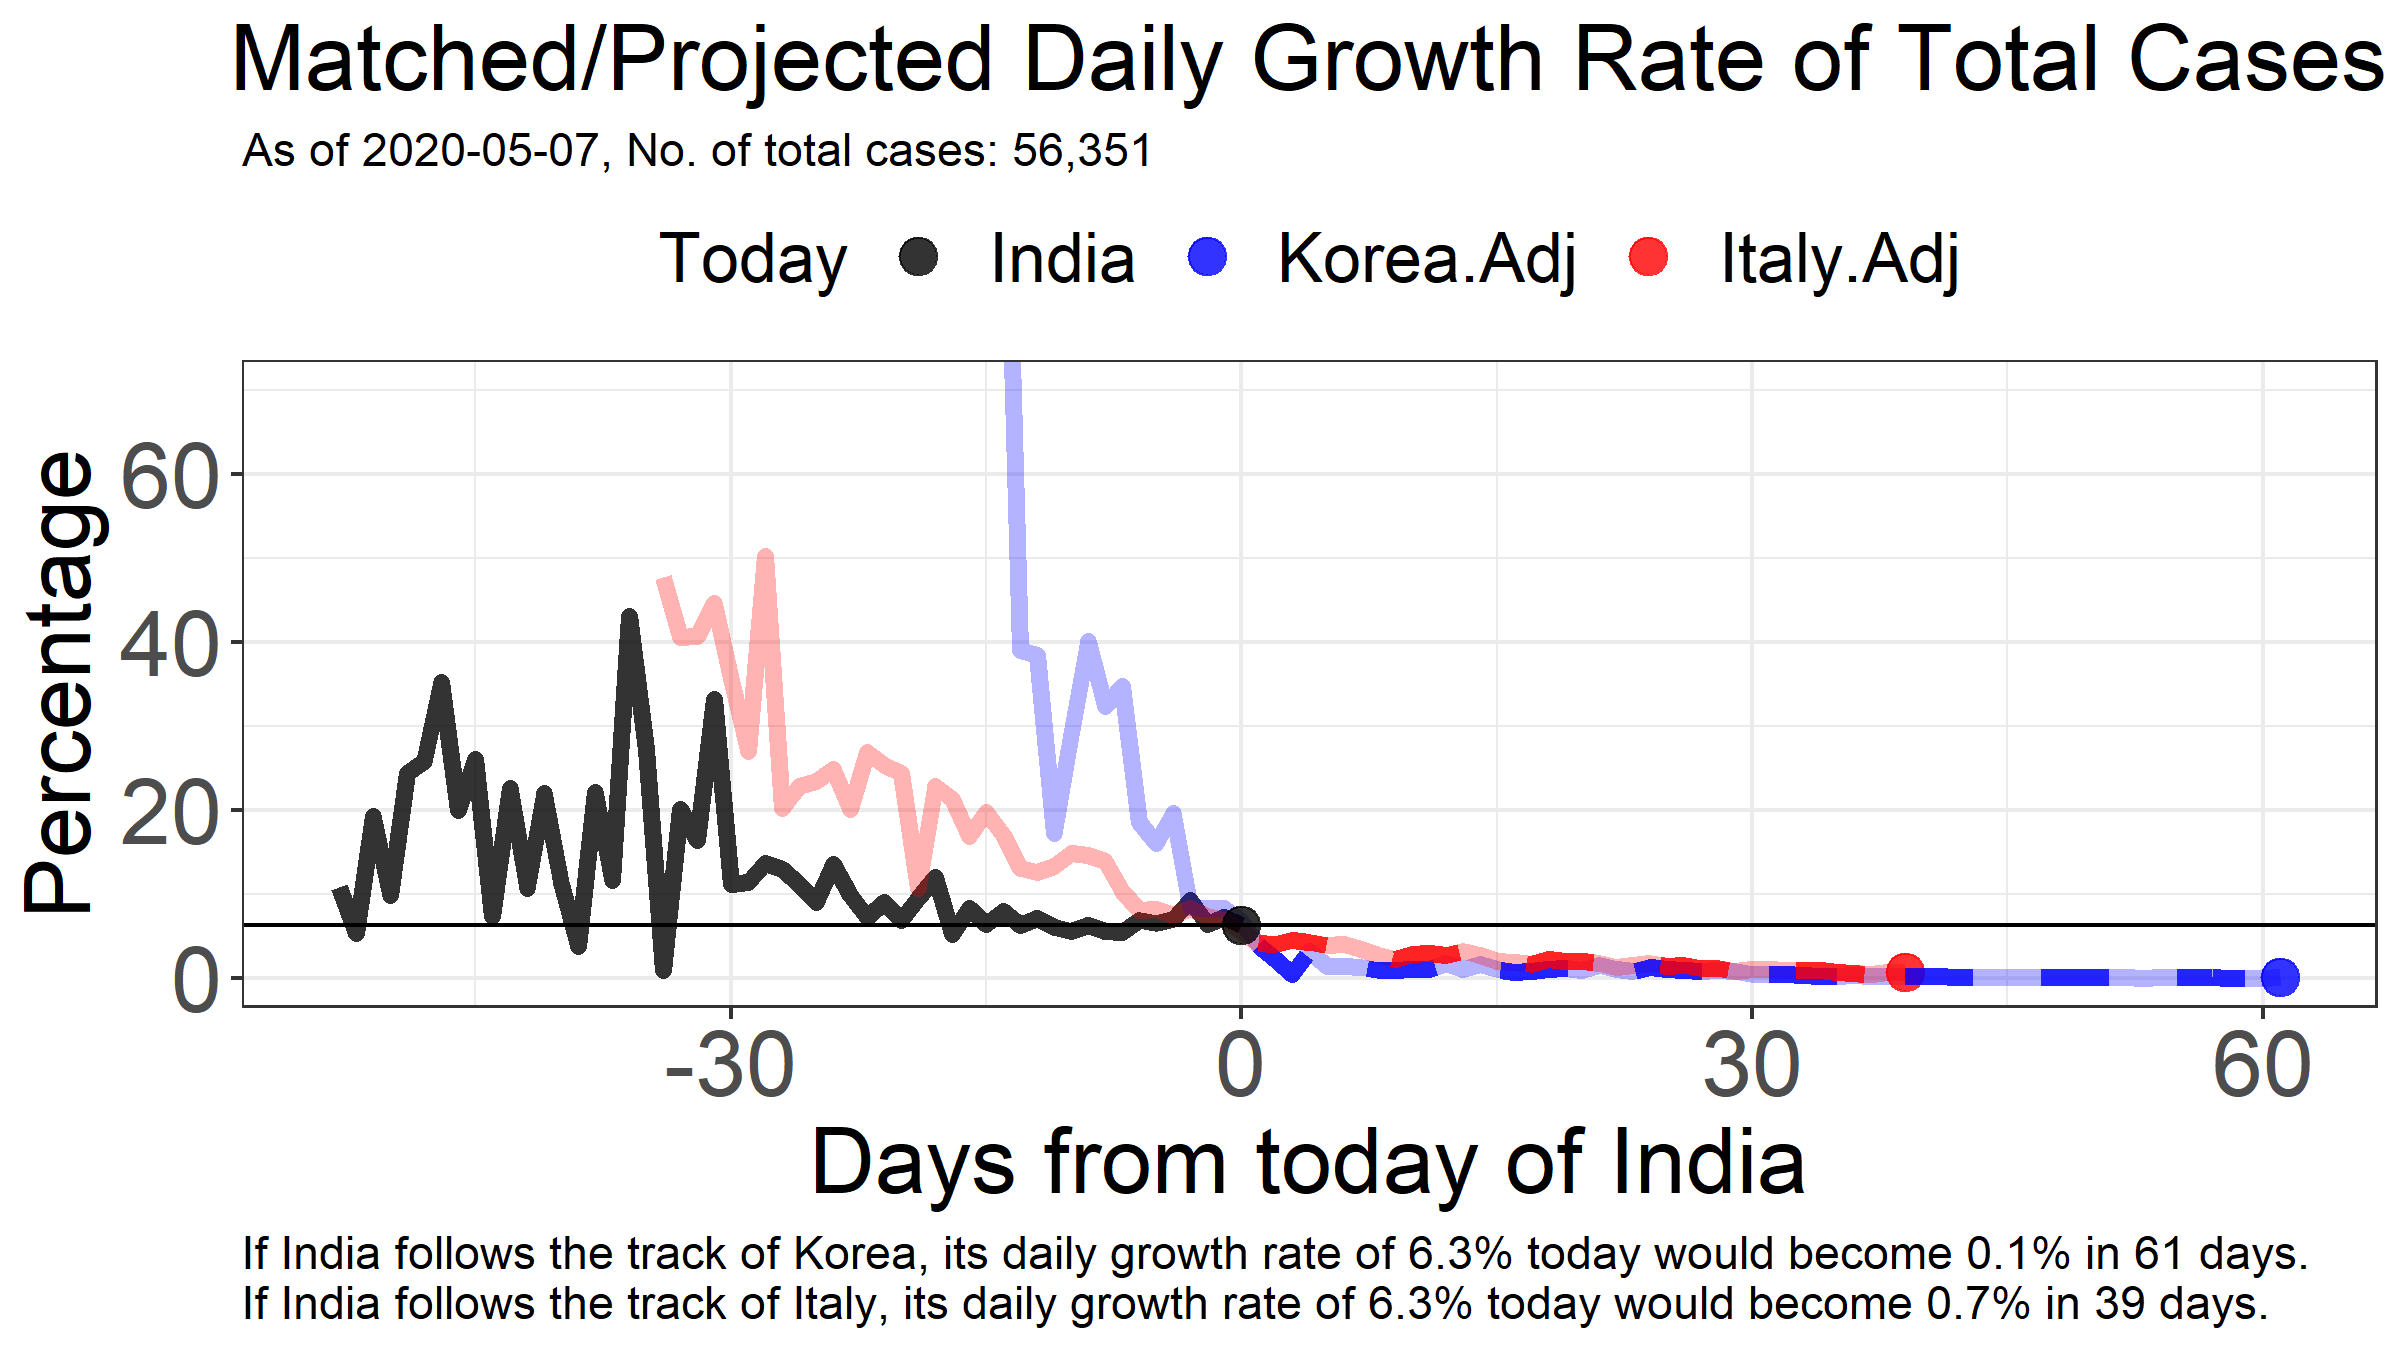 Matched/Projected Daily Growth Rate of Total Cases
As of 2020-05-07, No. of total cases: 56,351
Today India Korea.Adj Italy.Adj
Percentage
60
40
20
0
-30 0 30 60
Days from today of India
If India follows the track of Korea, its daily growth rate of 6.3% today would become 0.1% in 61 days.
If India follows the track of Italy, its daily growth rate of 6.3% today would become 0.7% in 39 days.